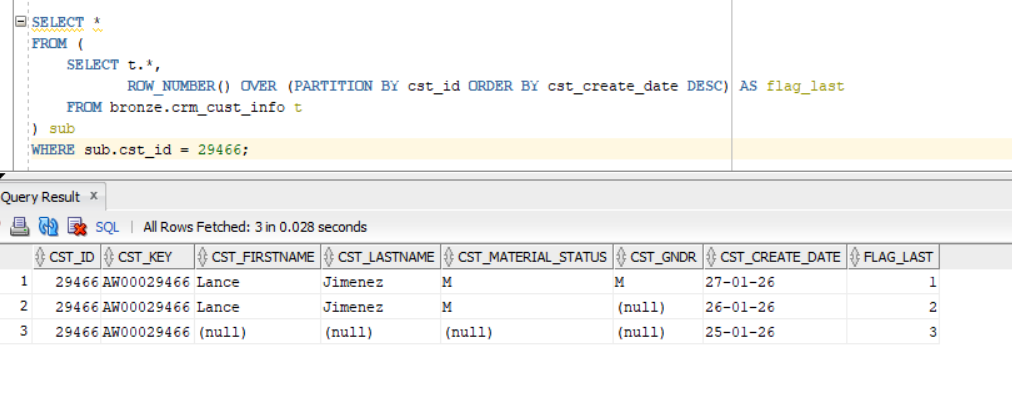 SELECT *
FROM (
SELECT t.*,
ROW_NUMBER() OVER (PARTITION BY cst_id ORDER BY cst_create_date DESC) AS flag_last
FROM bronze.crm_cust_info t
) sub
WHERE sub.cst_id = 29466;
Query Result x
SQL | All Rows Fetched: 3 in 0.028 seconds
CST_ID CST_KEY CST_FIRSTNAME CST_LASTNAME CST_MATERIAL_STATUS CST_GNDR CST_CREATE_DATE FLAG_LAST
1 29466 AW00029466 Lance Jimenez M M 27-01-26 1
2 29466 AW00029466 Lance Jimenez M (null) 26-01-26 2
3 29466 AW00029466 (null) (null) (null) (null) 25-01-26 3